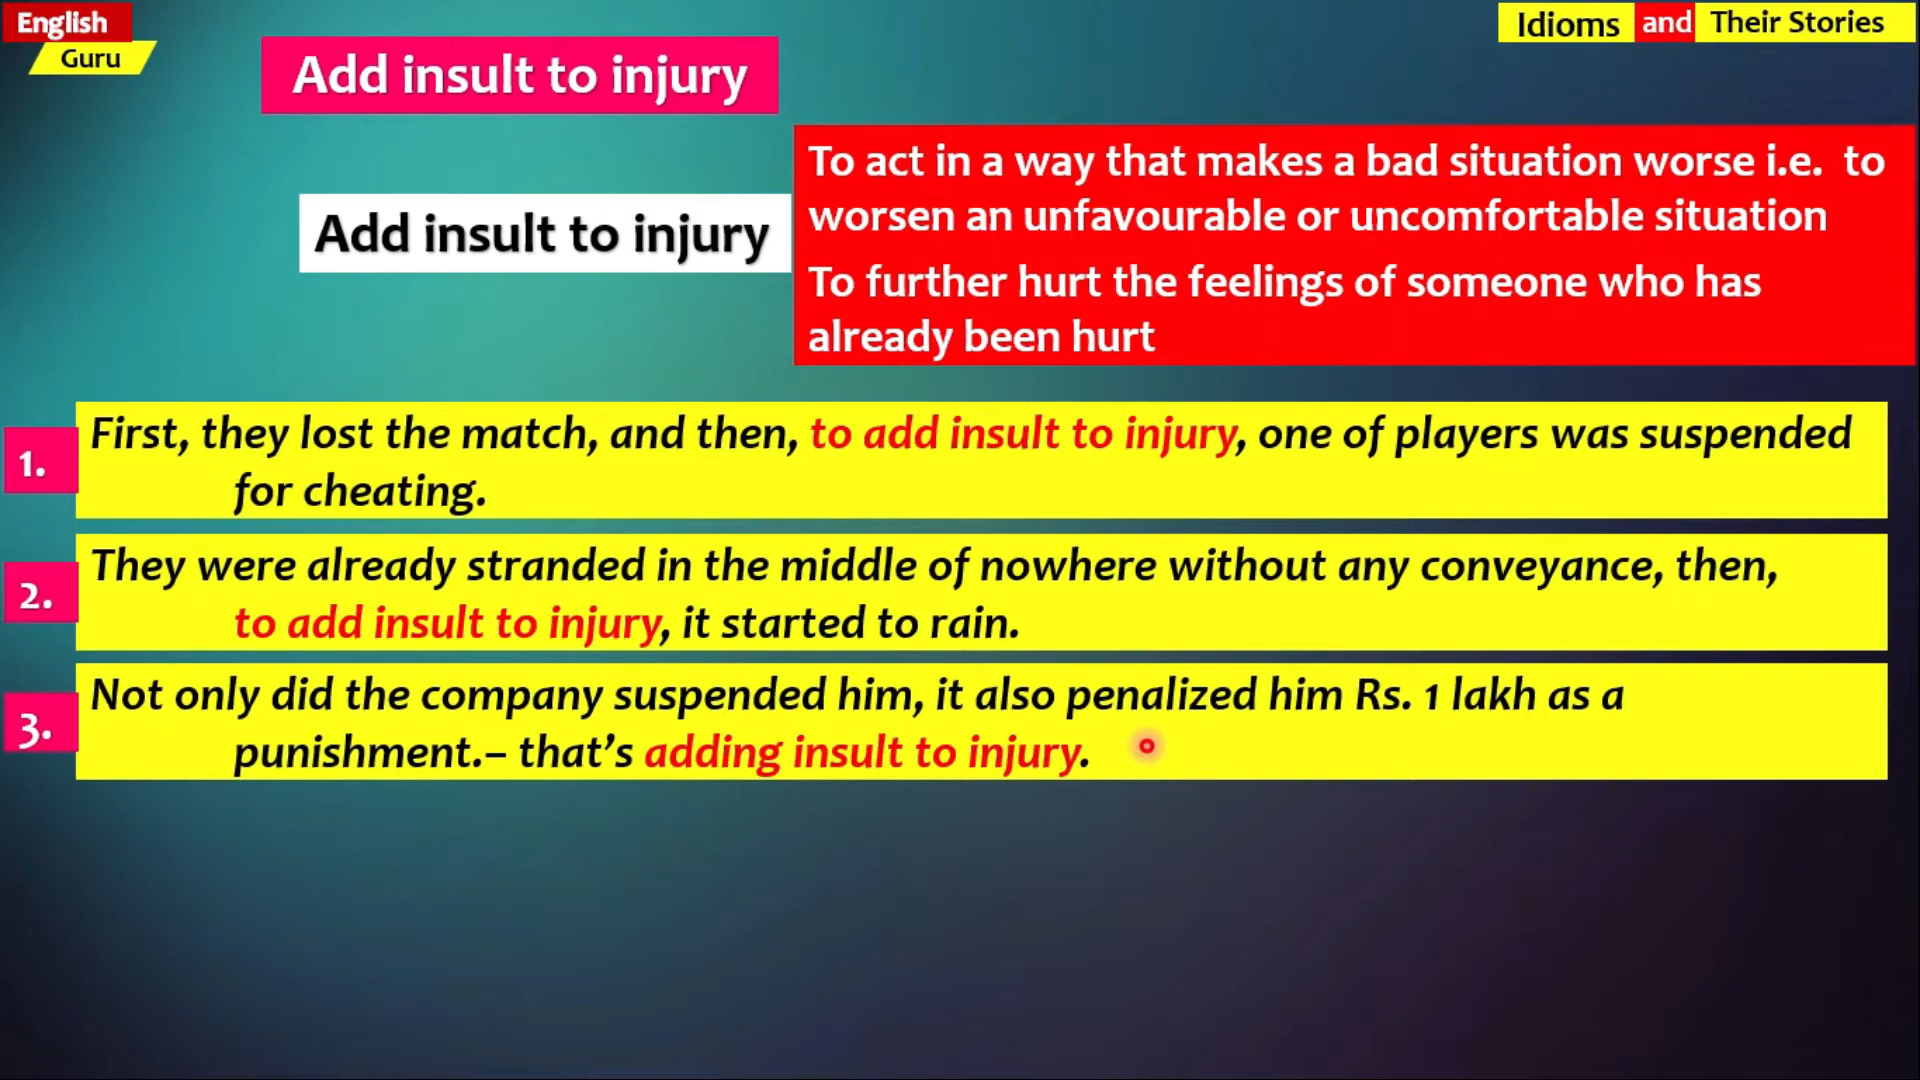 English
Guru
Idioms and Their Stories
Add insult to injury
Add insult to injury
To act in a way that makes a bad situation worse i.e. to
worsen an unfavourable or uncomfortable situation
To further hurt the feelings of someone who has
already been hurt
1. First, they lost the match, and then, to add insult to injury, one of players was suspended
for cheating.
2. They were already stranded in the middle of nowhere without any conveyance, then,
to add insult to injury, it started to rain.
3. Not only did the company suspended him, it also penalized him Rs. 1 lakh as a
punishment.– that’s adding insult to injury.